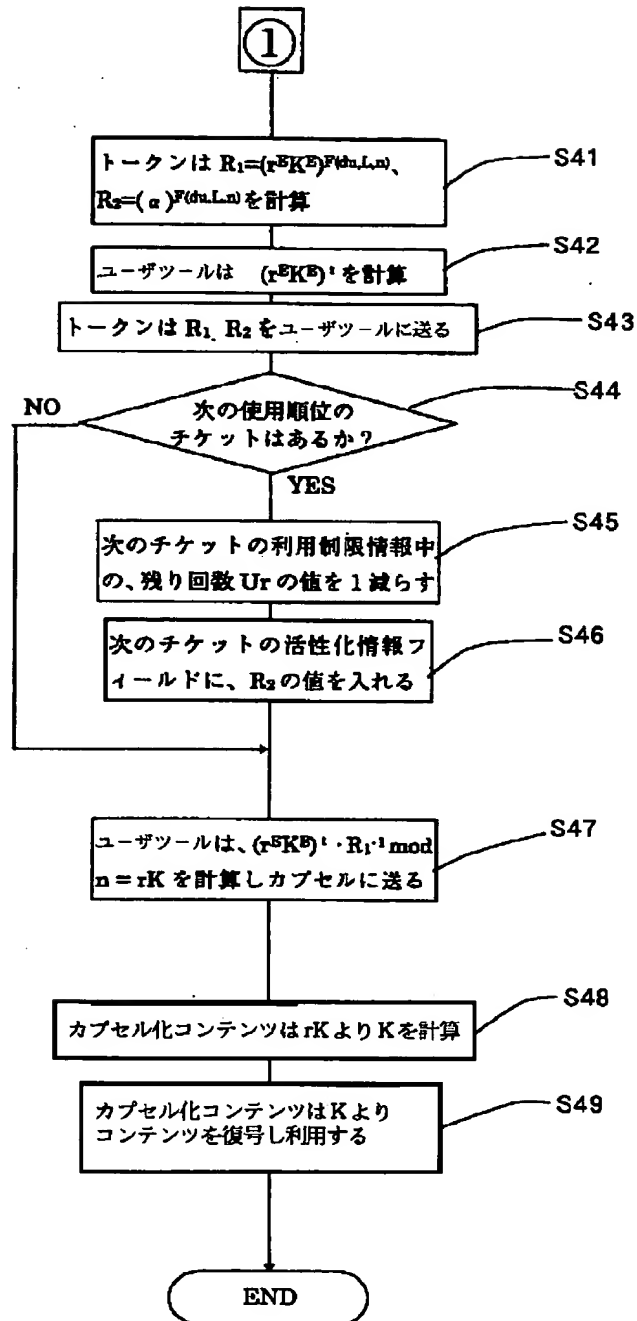 ①
トークンは R₁=(rᴱKᴱ)^F(du,L,n)、
R₂=(α)^F(du,L,n)を計算
S41
ユーザツールは (rᴱKᴱ)ᵗ を計算
S42
トークンは R₁、R₂ をユーザツールに送る
S43
次の使用順位の
チケットはあるか?
S44
NO
YES
次のチケットの利用制限情報中
の、残り回数 Ur の値を 1 減らす
S45
次のチケットの活性化情報フ
ィールドに、R₂ の値を入れる
S46
ユーザツールは、(rᴱKᴱ)ᵗ・R₁⁻¹ mod
n = rK を計算しカプセルに送る
S47
カプセル化コンテンツは rK より K を計算
S48
カプセル化コンテンツは K より
コンテンツを復号し利用する
S49
END